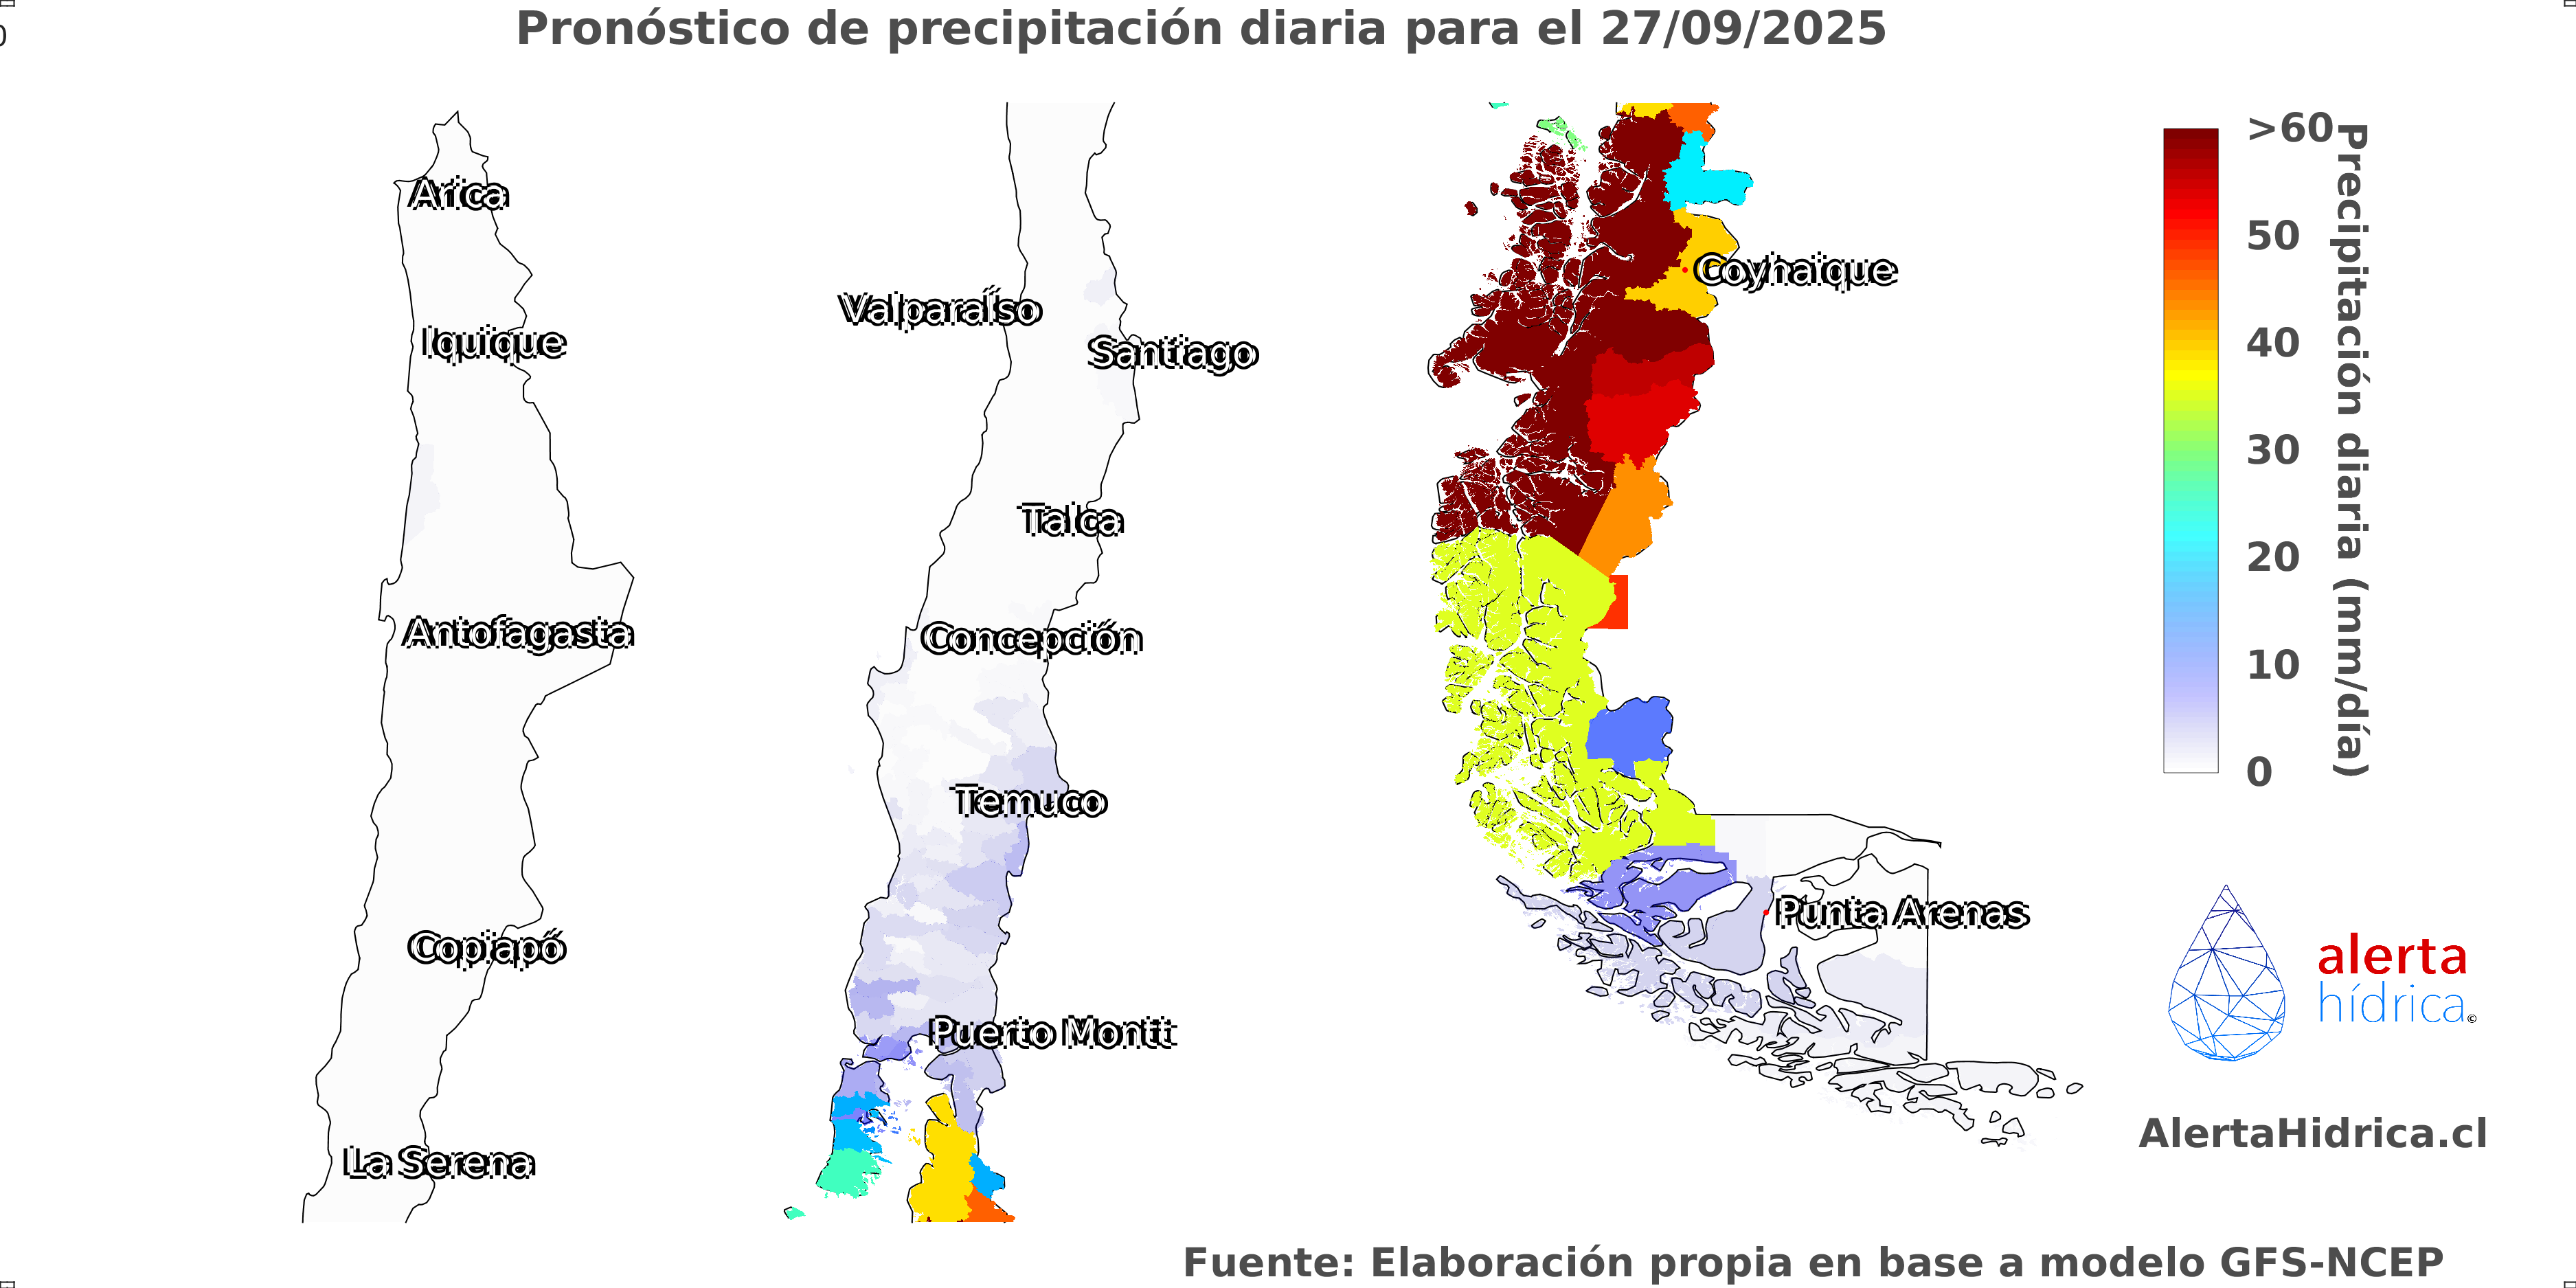 Pronóstico de precipitación diaria para el 27/09/2025
Arica
Iquique
Antofagasta
Copiapó
La Serena
Valparaíso
Santiago
Talca
Concepción
Temuco
Puerto Montt
Coyhaique
Punta Arenas
>60
50
40
30
20
10
0
Precipitación diaria (mm/día)
alerta
hídrica©
AlertaHidrica.cl
Fuente: Elaboración propia en base a modelo GFS-NCEP